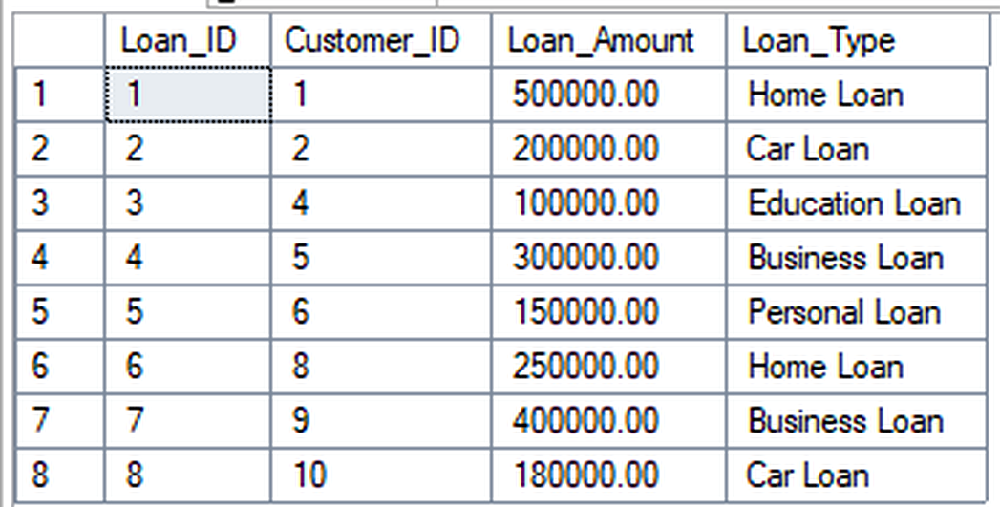 Loan_ID Customer_ID Loan_Amount Loan_Type
1 1 1 500000.00 Home Loan
2 2 2 200000.00 Car Loan
3 3 4 100000.00 Education Loan
4 4 5 300000.00 Business Loan
5 5 6 150000.00 Personal Loan
6 6 8 250000.00 Home Loan
7 7 9 400000.00 Business Loan
8 8 10 180000.00 Car Loan